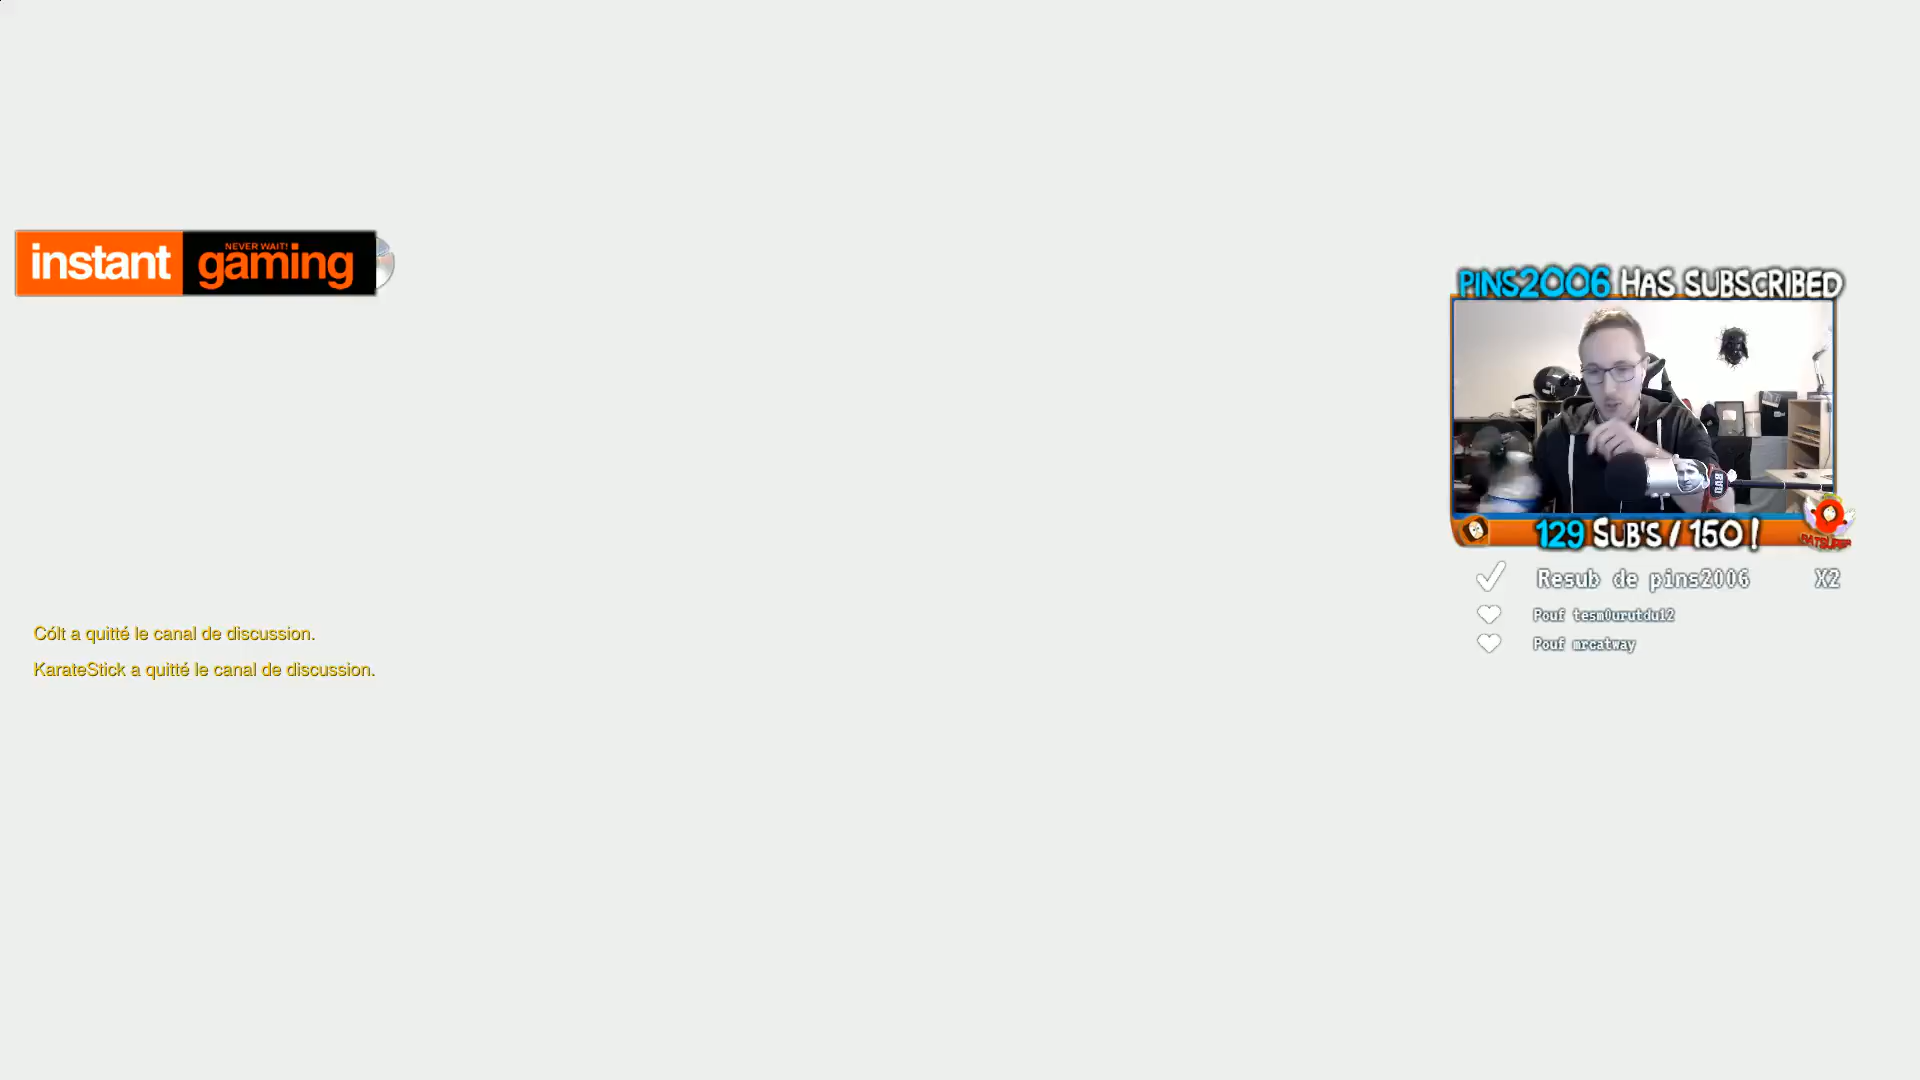 NEVER WAIT!
instant gaming
PINS2006 HAS SUBSCRIBED
129 SUB'S / 150 !
Resub de pins2006 X2
Pouf tesm0urutdu12
Pouf mrcatway
Cólt a quitté le canal de discussion.
KarateStick a quitté le canal de discussion.